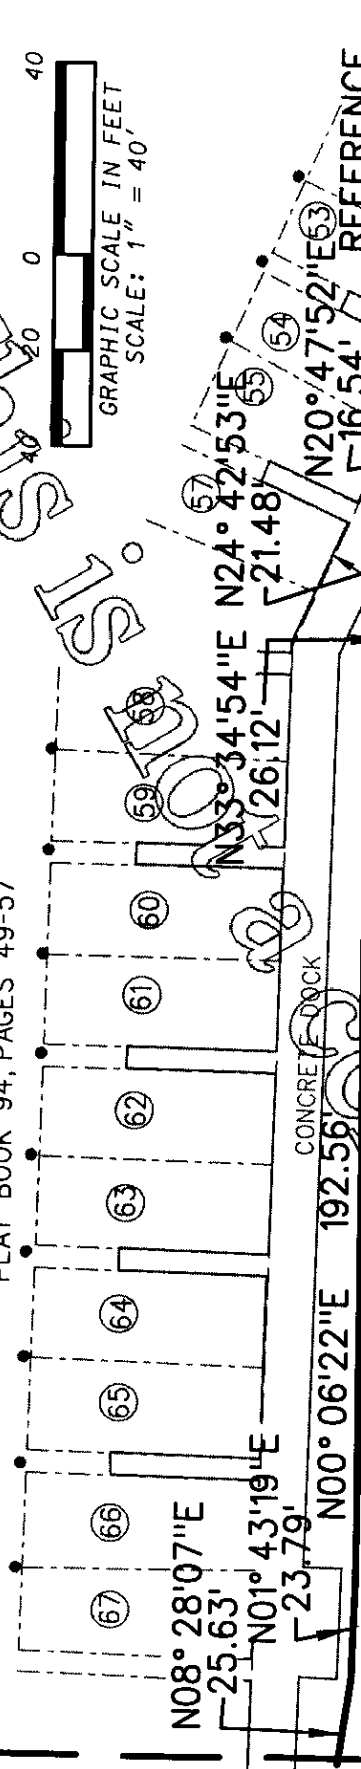 40 20 0 40
GRAPHIC SCALE IN FEET
SCALE: 1" = 40'
PLAT BOOK 94, PAGES 49-57
This is not a
53
54
55
57
58
59
60
61
62
63
64
65
66
67
REFERENCE
N20°47'52"E
16.54'
N24°42'53"E
21.48'
N33°34'54"E
26.12'
CONCRETE DOCK
N00°06'22"E 192.56'
N01°43'19"E
23.79'
N08°28'07"E
25.63'